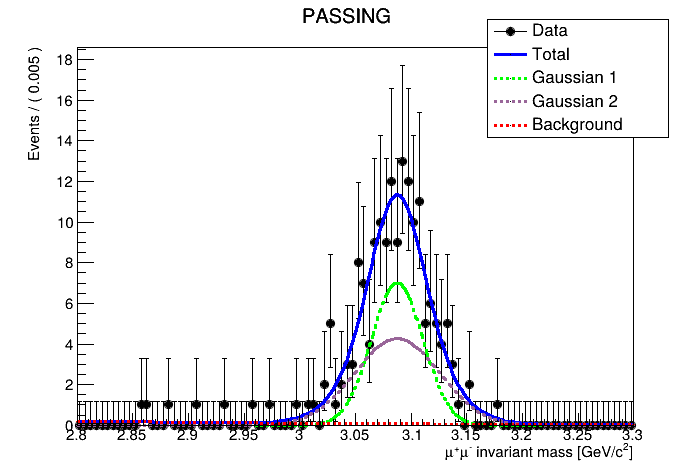 PASSING
Data
Total
Gaussian 1
Gaussian 2
Background
Events / ( 0.005 )
18
16
14
12
10
8
6
4
2
0
2.8 2.85 2.9 2.95 3 3.05 3.1 3.15 3.2 3.25 3.3
μ⁺μ⁻ invariant mass [GeV/c²]